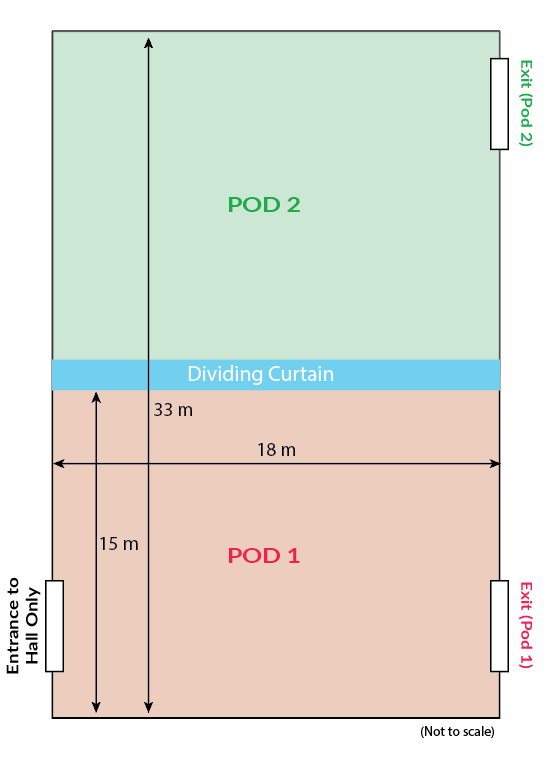 Exit (Pod 2)
POD 2
Dividing Curtain
33 m
18 m
15 m
POD 1
Entrance to
Hall Only
Exit (Pod 1)
(Not to scale)